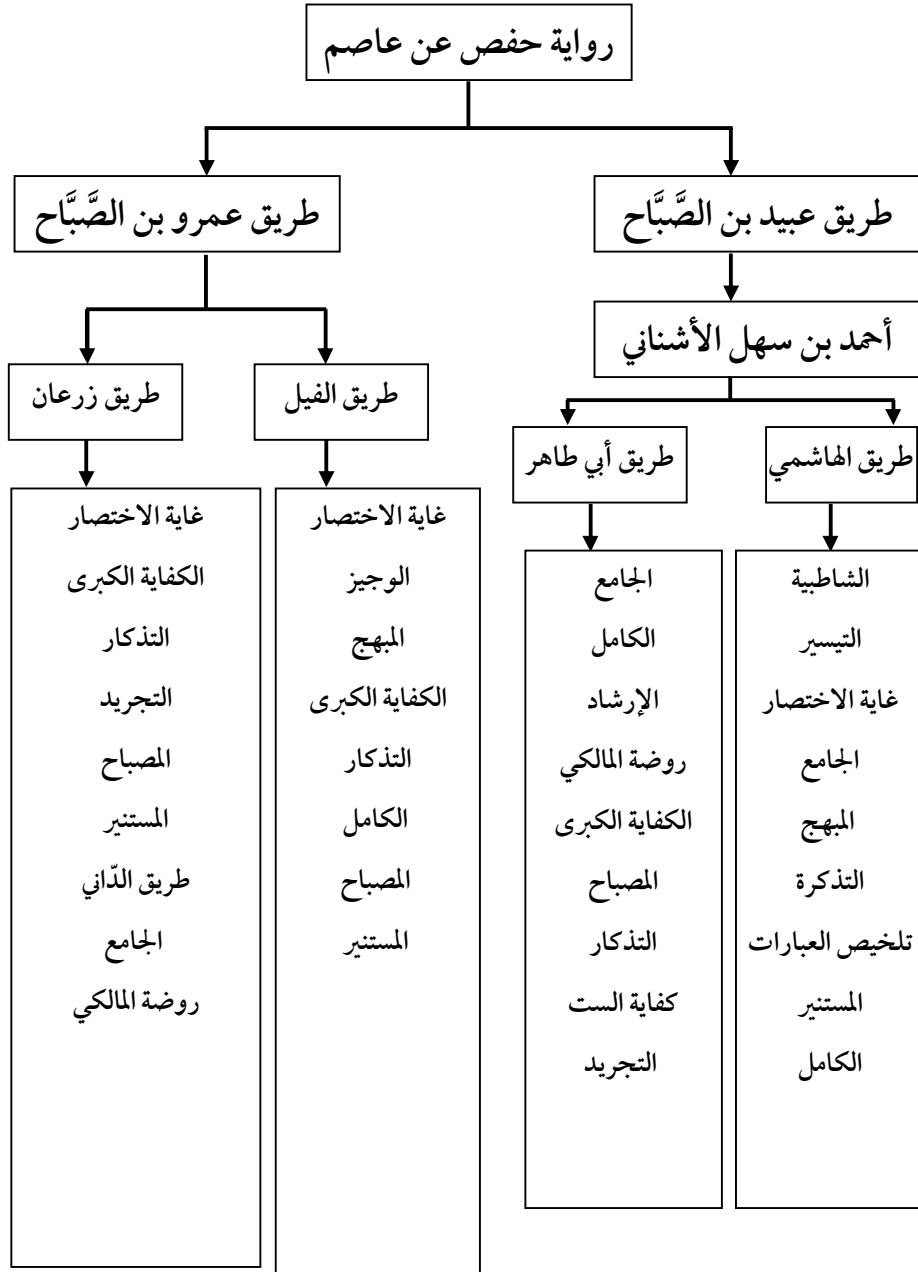 رواية حفص عن عاصم
طريق عبيد بن الصَّبَّاح
طريق عمرو بن الصَّبَّاح
أحمد بن سهل الأشناني
طريق الهاشمي
طريق أبي طاهر
طريق الفيل
طريق زرعان
الشاطبية
التيسير
غاية الاختصار
الجامع
المبهج
التذكرة
تلخيص العبارات
المستنير
الكامل
الجامع
الكامل
الإرشاد
روضة المالكي
الكفاية الكبرى
المصباح
التذكار
كفاية الست
التجريد
غاية الاختصار
الوجيز
المبهج
الكفاية الكبرى
التذكار
الكامل
المصباح
المستنير
غاية الاختصار
الكفاية الكبرى
التذكار
التجريد
المصباح
المستنير
طريق الدّاني
الجامع
روضة المالكي